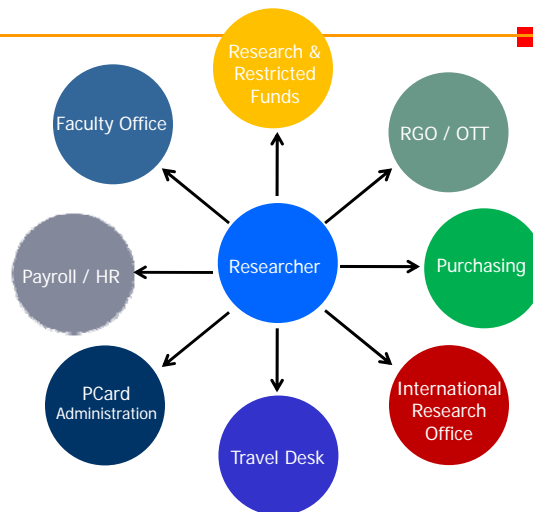 Research &
Restricted
Funds
Faculty Office
RGO / OTT
Researcher
Payroll / HR
Purchasing
PCard
Administration
International
Research
Office
Travel Desk